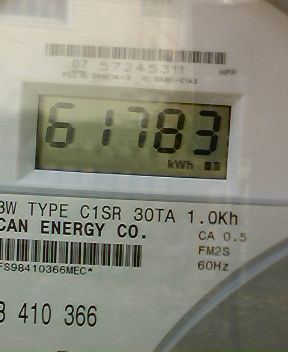 07 57245311
61783
kWh
3W TYPE C1SR 30TA 1.0Kh
CAN ENERGY CO.
CA 0.5
FM2S
60Hz
FS98410366MEC*
8 410 366